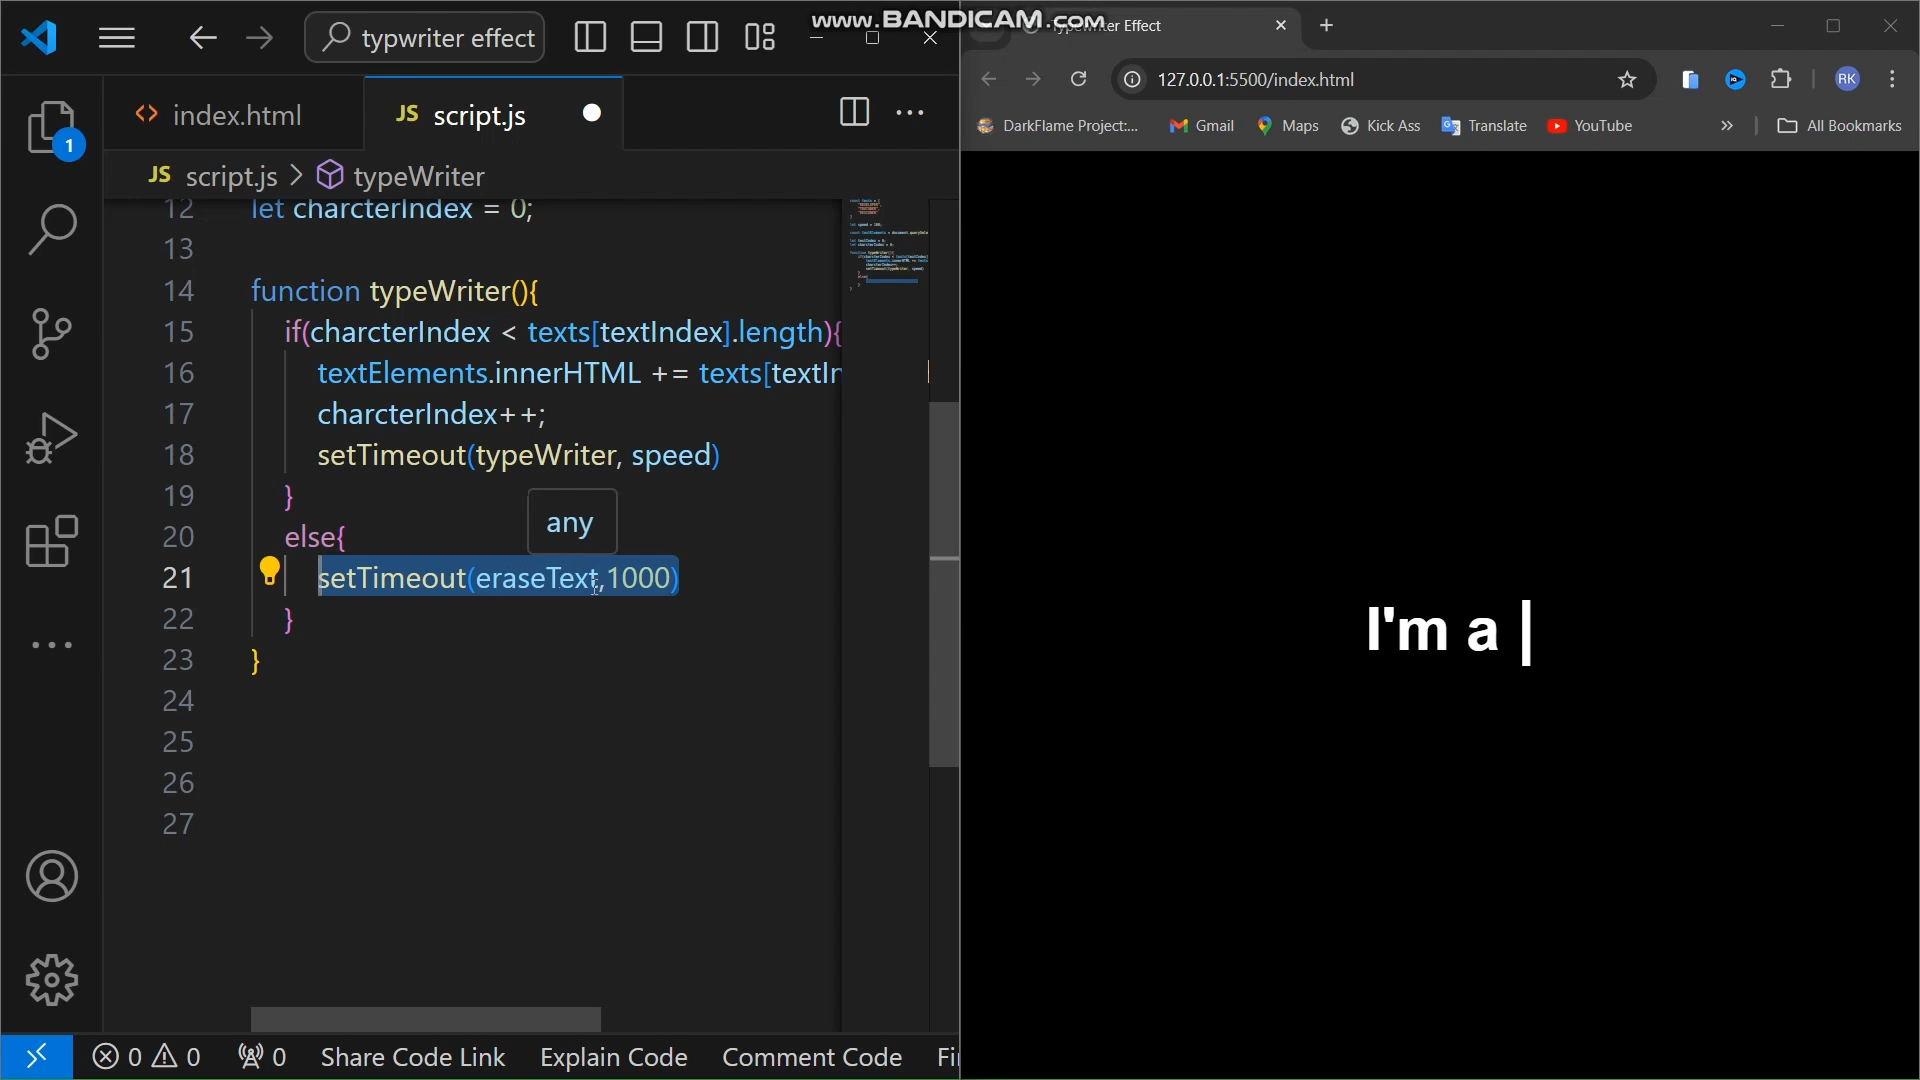 www.BANDICAM.com
typwriter effect
Typewriter Effect
127.0.0.1:5500/index.html
RK
DarkFlame Project:...
Gmail
Maps
Kick Ass
Translate
YouTube
All Bookmarks
index.html
JS script.js
JS script.js > typeWriter
1
12 let charcterIndex = 0;
13
14 function typeWriter(){
15 if(charcterIndex < texts[textIndex].length){
16 textElements.innerHTML += texts[textIn
17 charcterIndex++;
18 setTimeout(typeWriter, speed)
19 }
20 else{
any
21 setTimeout(eraseText,1000)
22 }
23 }
24
25
26
27
I'm a |
0 0 0 Share Code Link Explain Code Comment Code Fi